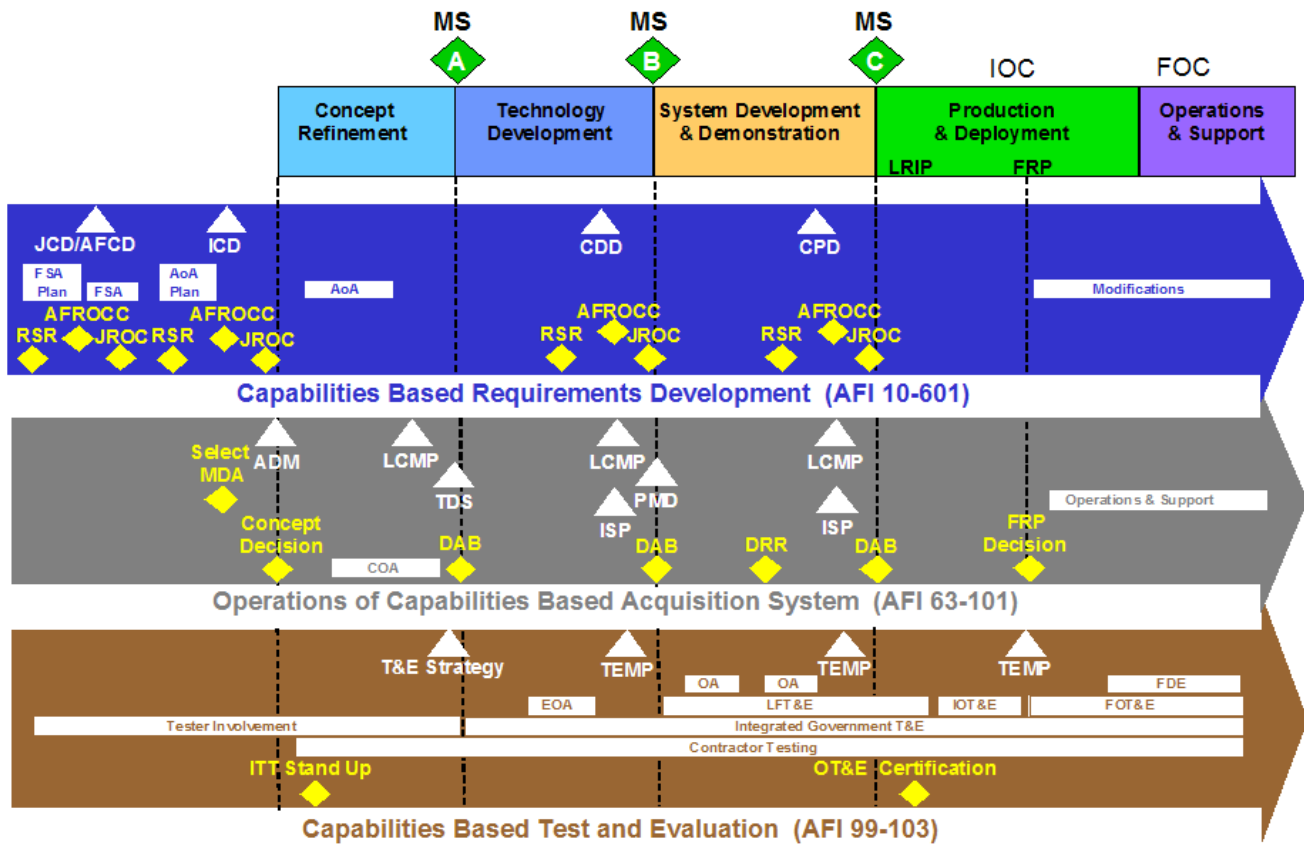 MS MS MS
A B C IOC FOC
Concept Technology System Development Production Operations
Refinement Development & Demonstration & Deployment & Support
LRIP FRP
JCD/AFCD ICD CDD CPD
FSA AoA
Plan FSA Plan AoA Modifications
AFROCC AFROCC AFROCC AFROCC
RSR JROC RSR JROC RSR JROC RSR JROC
Capabilities Based Requirements Development (AFI 10-601)
Select ADM LCMP LCMP LCMP
MDA
TDS PMD
ISP ISP Operations & Support
Concept FRP
Decision DAB DAB DRR DAB Decision
COA
Operations of Capabilities Based Acquisition System (AFI 63-101)
T&E Strategy TEMP TEMP TEMP
OA OA FDE
EOA LFT&E IOT&E FOT&E
Tester Involvement Integrated Government T&E
Contractor Testing
ITT Stand Up OT&E Certification
Capabilities Based Test and Evaluation (AFI 99-103)